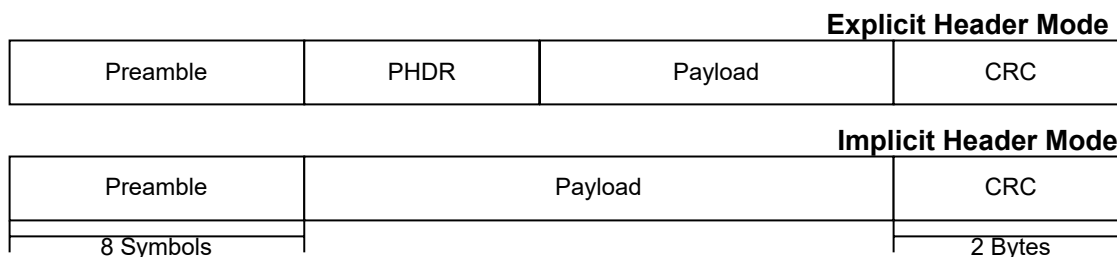 Explicit Header Mode
Preamble PHDR Payload CRC
Implicit Header Mode
Preamble Payload CRC
8 Symbols 2 Bytes